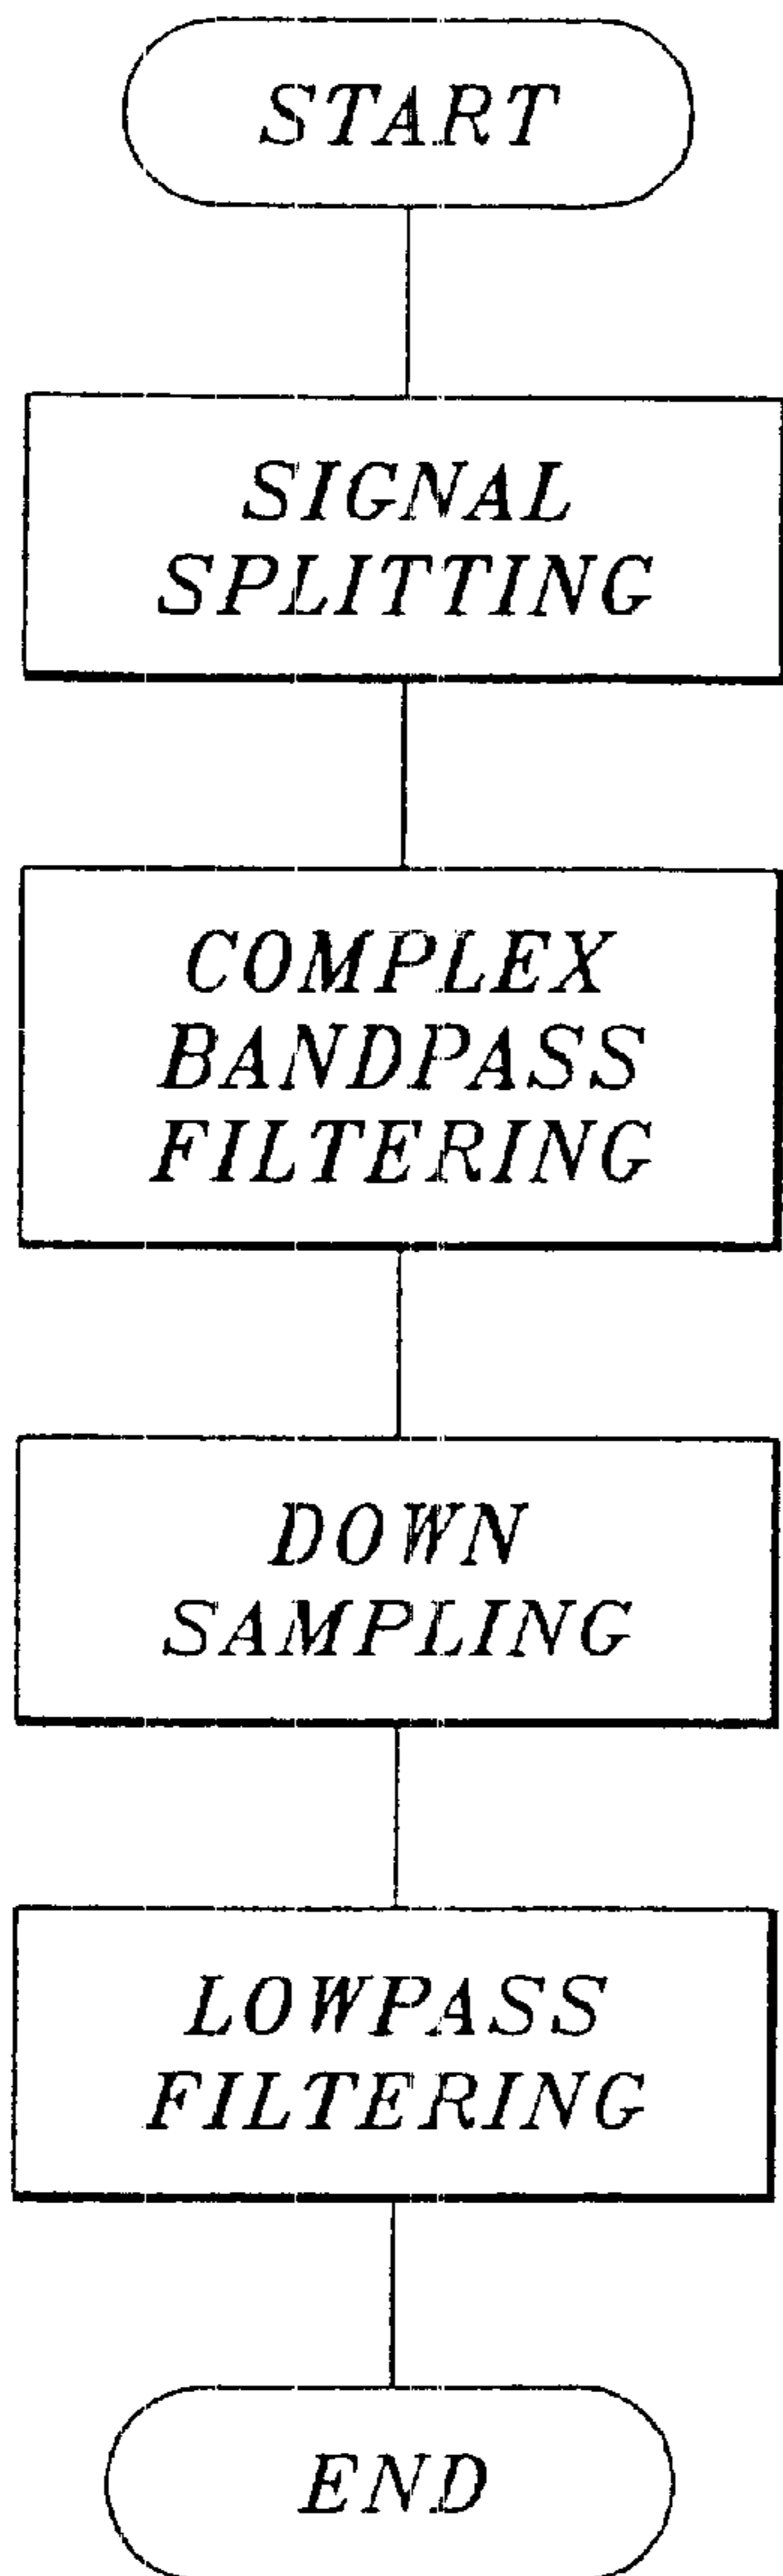 START
SIGNAL
SPLITTING
COMPLEX
BANDPASS
FILTERING
DOWN
SAMPLING
LOWPASS
FILTERING
END